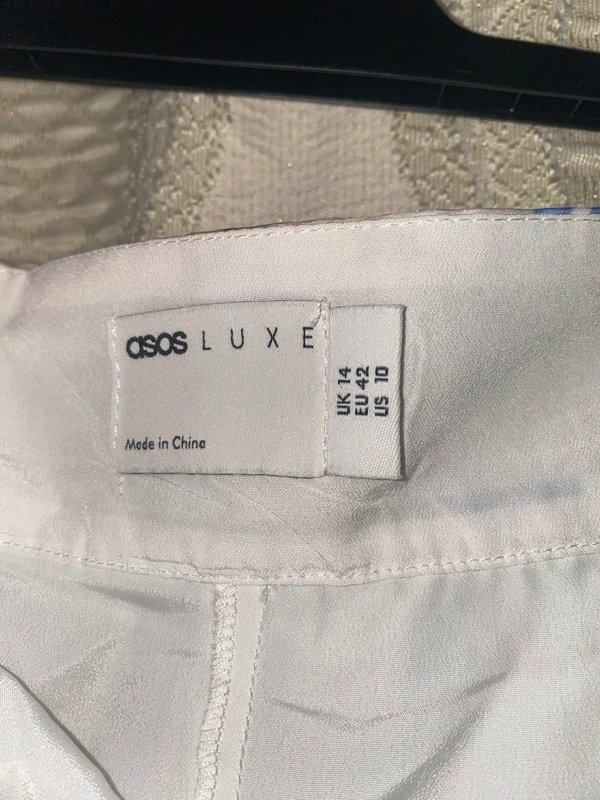 asos LUXE
Made in China
UK 14
EU 42
US 10